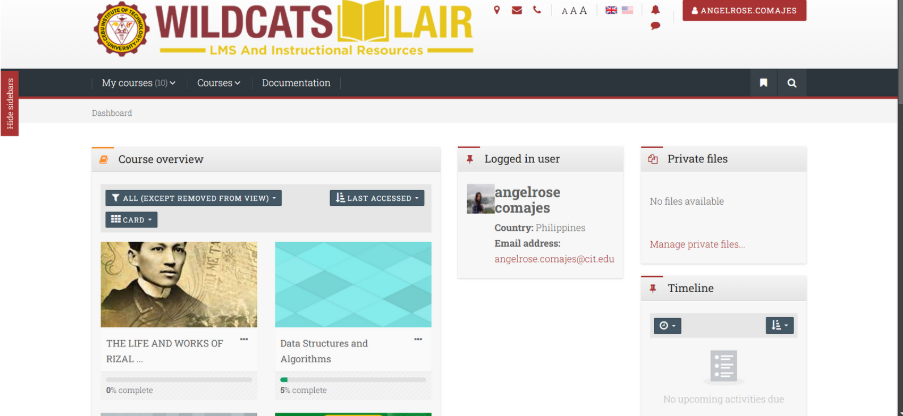 WILDCATS LAIR
LMS And Instructional Resources
A A A
ANGELROSE.COMAJES
Hide sidebars
My courses (10)
Courses
Documentation
Dashboard
Course overview
ALL (EXCEPT REMOVED FROM VIEW)
LAST ACCESSED
CARD
THE LIFE AND WORKS OF
RIZAL ...
0% complete
Data Structures and
Algorithms
5% complete
Logged in user
angelrose
comajes
Country: Philippines
Email address:
angelrose.comajes@cit.edu
Private files
No files available
Manage private files...
Timeline
No upcoming activities due